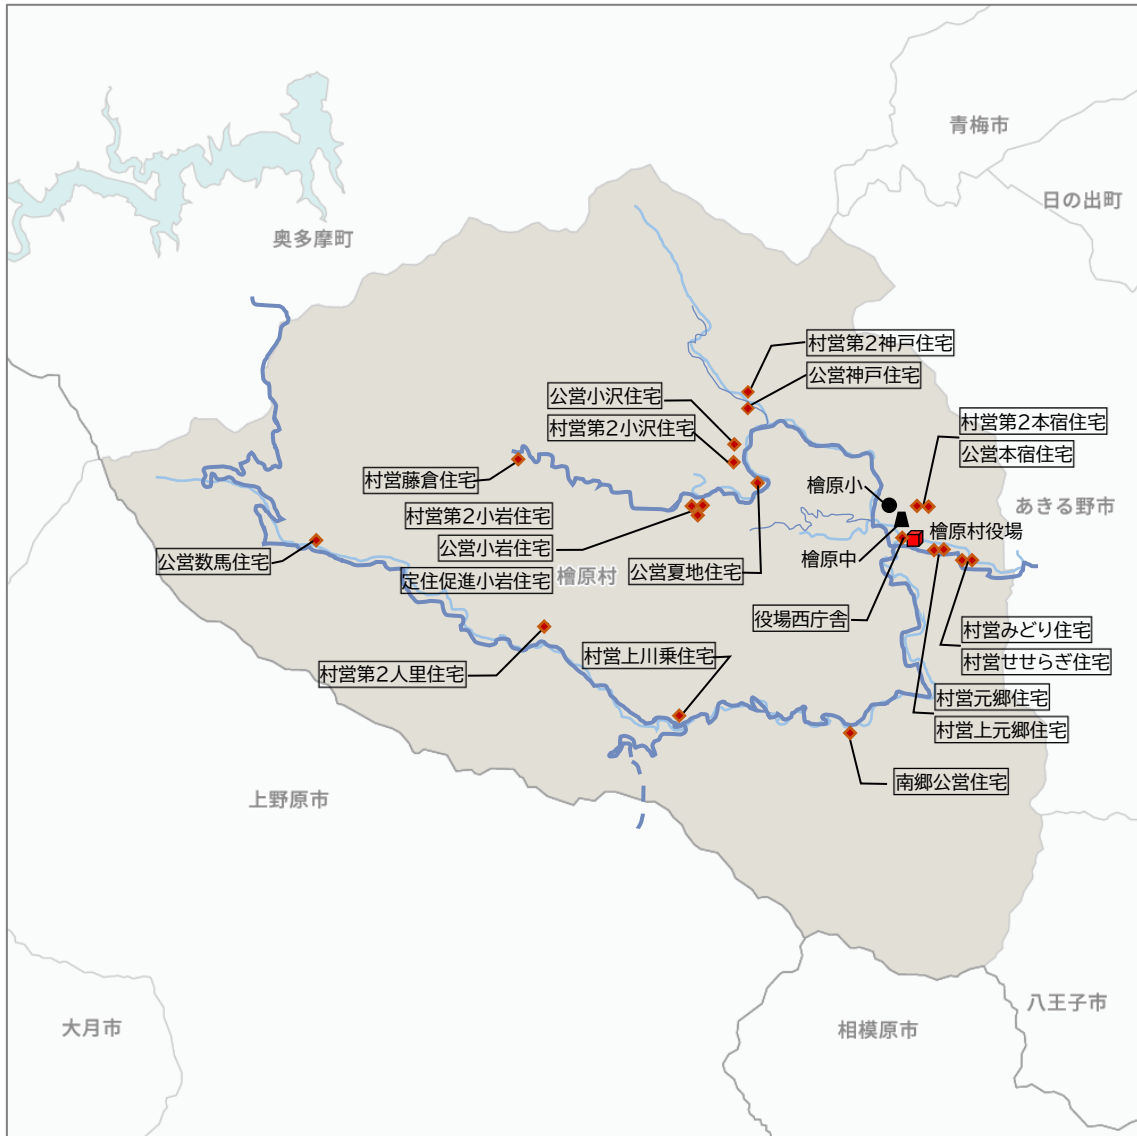 青梅市
日の出町
奥多摩町
村営第2神戸住宅
公営神戸住宅
公営小沢住宅
村営第2小沢住宅
村営第2本宿住宅
公営本宿住宅
村営藤倉住宅
檜原小
あきる野市
村営第2小岩住宅
檜原村役場
公営小岩住宅
檜原中
公営数馬住宅
公営夏地住宅
定住促進小岩住宅
檜原村
役場西庁舎
村営みどり住宅
村営上川乗住宅
村営せせらぎ住宅
村営第2人里住宅
村営元郷住宅
村営上元郷住宅
南郷公営住宅
上野原市
八王子市
大月市
相模原市